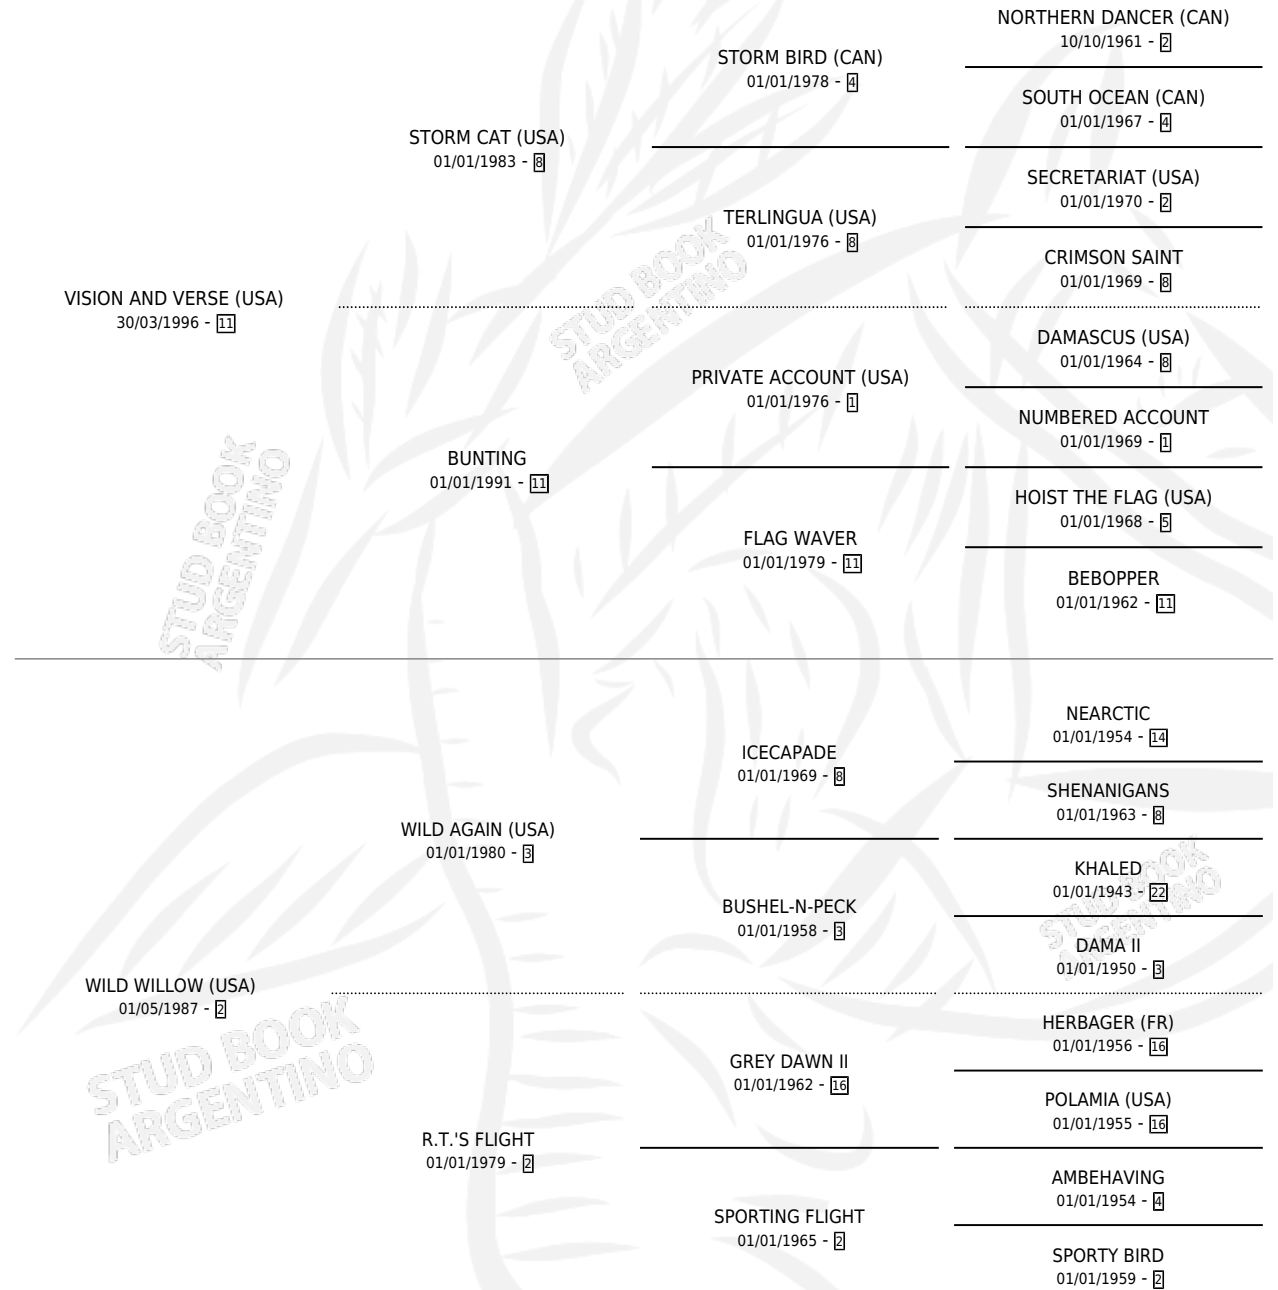 NORTHERN DANCER (CAN)
10/10/1961 - 2
STORM BIRD (CAN)
01/01/1978 - 4
SOUTH OCEAN (CAN)
01/01/1967 - 4
STORM CAT (USA)
01/01/1983 - 8
SECRETARIAT (USA)
01/01/1970 - 2
TERLINGUA (USA)
01/01/1976 - 8
CRIMSON SAINT
01/01/1969 - 8
VISION AND VERSE (USA)
30/03/1996 - 11
DAMASCUS (USA)
01/01/1964 - 8
PRIVATE ACCOUNT (USA)
01/01/1976 - 1
NUMBERED ACCOUNT
01/01/1969 - 1
BUNTING
01/01/1991 - 11
HOIST THE FLAG (USA)
01/01/1968 - 5
FLAG WAVER
01/01/1979 - 11
BEBOPPER
01/01/1962 - 11
NEARCTIC
01/01/1954 - 14
ICECAPADE
01/01/1969 - 8
SHENANIGANS
01/01/1963 - 8
WILD AGAIN (USA)
01/01/1980 - 3
KHALED
01/01/1943 - 22
BUSHEL-N-PECK
01/01/1958 - 3
DAMA II
01/01/1950 - 3
WILD WILLOW (USA)
01/05/1987 - 2
HERBAGER (FR)
01/01/1956 - 16
GREY DAWN II
01/01/1962 - 16
POLAMIA (USA)
01/01/1955 - 16
R.T.'S FLIGHT
01/01/1979 - 2
AMBEHAVING
01/01/1954 - 4
SPORTING FLIGHT
01/01/1965 - 2
SPORTY BIRD
01/01/1959 - 2
STUD BOOK
ARGENTINO
STUD BOOK
ARGENTINO
STUD BOOK
ARGENTINO
STUD BOOK
ARGENTINO